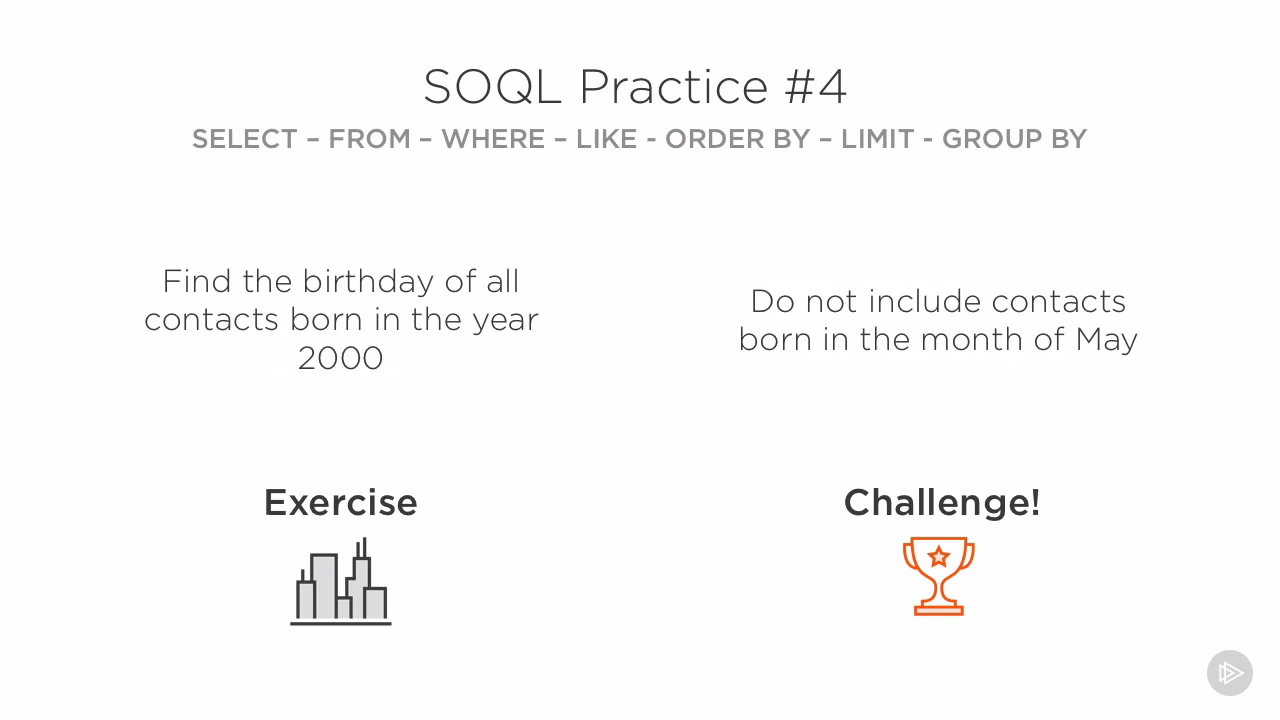 SOQL Practice #4
SELECT – FROM – WHERE – LIKE - ORDER BY – LIMIT - GROUP BY
Find the birthday of all
contacts born in the year
2000
Exercise
Do not include contacts
born in the month of May
Challenge!